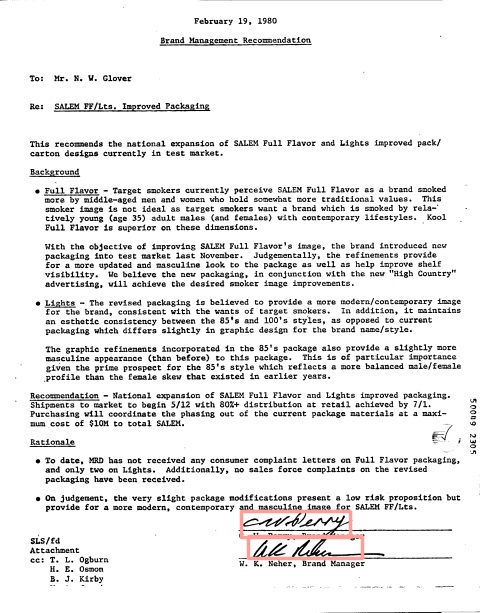 February 19, 1980
Brand Management Recommendation
To: Mr. N. W. Glover
Re: SALEM FF/Lts. Improved Packaging
This recommends the national expansion of SALEM Full Flavor and Lights improved pack/
carton designs currently in test market.
Background
• Full Flavor - Target smokers currently perceive SALEM Full Flavor as a brand smoked
more by middle-aged men and women who hold somewhat more traditional values. This
smoker image is not ideal as target smokers want a brand which is smoked by rela-
tively young (age 35) adult males (and females) with contemporary lifestyles. Kool
Full Flavor is superior on these dimensions.
With the objective of improving SALEM Full Flavor's image, the brand introduced new
packaging into test market last November. Judgementally, the refinements provide
for a more updated and masculine look to the package as well as help improve shelf
visibility. We believe the new packaging, in conjunction with the new "High Country"
advertising, will achieve the desired smoker image improvements.
• Lights - The revised packaging is believed to provide a more modern/contemporary image
for the brand, consistent with the wants of target smokers. In addition, it maintains
an esthetic consistency between the 85's and 100's styles, as opposed to current
packaging which differs slightly in graphic design for the brand name/style.
The graphic refinements incorporated in the 85's package also provide a slightly more
masculine appearance (than before) to this package. This is of particular importance
given the prime prospect for the 85's style which reflects a more balanced male/female
profile than the female skew that existed in earlier years.
Recommendation - National expansion of SALEM Full Flavor and Lights improved packaging.
Shipments to market to begin 5/12 with 80%+ distribution at retail achieved by 7/1.
Purchasing will coordinate the phasing out of the current package materials at a maxi-
mum cost of $10M to total SALEM.
Rationale
• To date, MRD has not received any consumer complaint letters on Full Flavor packaging,
and only two on Lights. Additionally, no sales force complaints on the revised
packaging have been received.
• On judgement, the very slight package modifications present a low risk proposition but
provide for a more modern, contemporary and masculine image for SALEM FF/Lts.
CW Berry
SLS/fd
Attachment
cc: T. L. Ogburn
H. E. Osmon
B. J. Kirby
WK Neher
W. K. Neher, Brand Manager
50049 2305